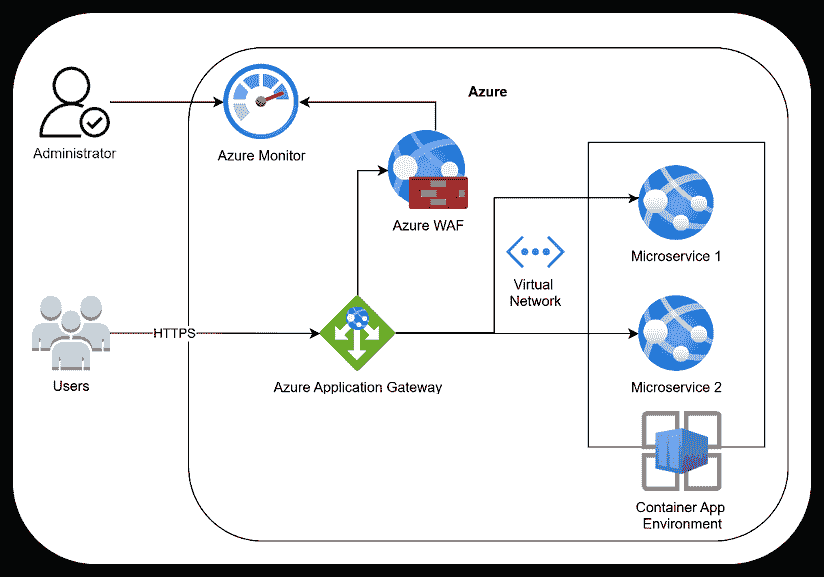 Azure
Administrator
Azure Monitor
Azure WAF
Microservice 1
Virtual
Network
HTTPS
Users
Azure Application Gateway
Microservice 2
Container App
Environment